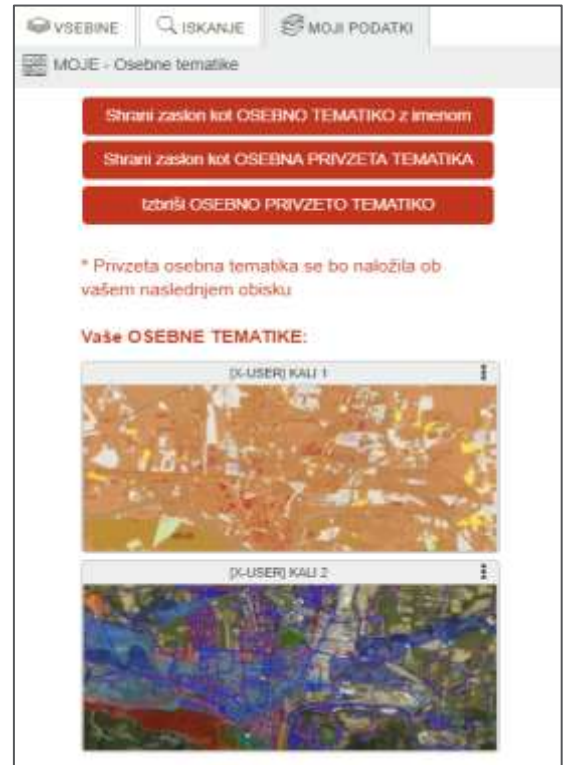 VSEBINE ISKANJE MOJI PODATKI
MOJE - Osebne tematike
Shrani zaslon kot OSEBNO TEMATIKO z imenom
Shrani zaslon kot OSEBNA PRIVZETA TEMATIKA
Izbriši OSEBNO PRIVZETO TEMATIKO
* Privzeta osebna tematika se bo naložila ob
vašem naslednjem obisku
Vaše OSEBNE TEMATIKE:
[X-USER] KALI 1
[X-USER] KALI 2